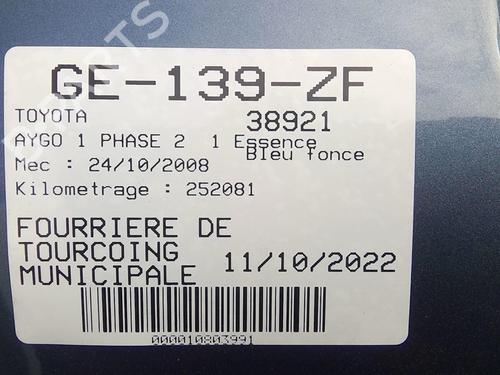 GE-139-ZF
TOYOTA 38921
AYGO 1 PHASE 2 1 Essence
Bleu fonce
Mec : 24/10/2008
Kilometrage : 252081
FOURRIERE DE
TOURCOING
MUNICIPALE 11/10/2022
000010803991